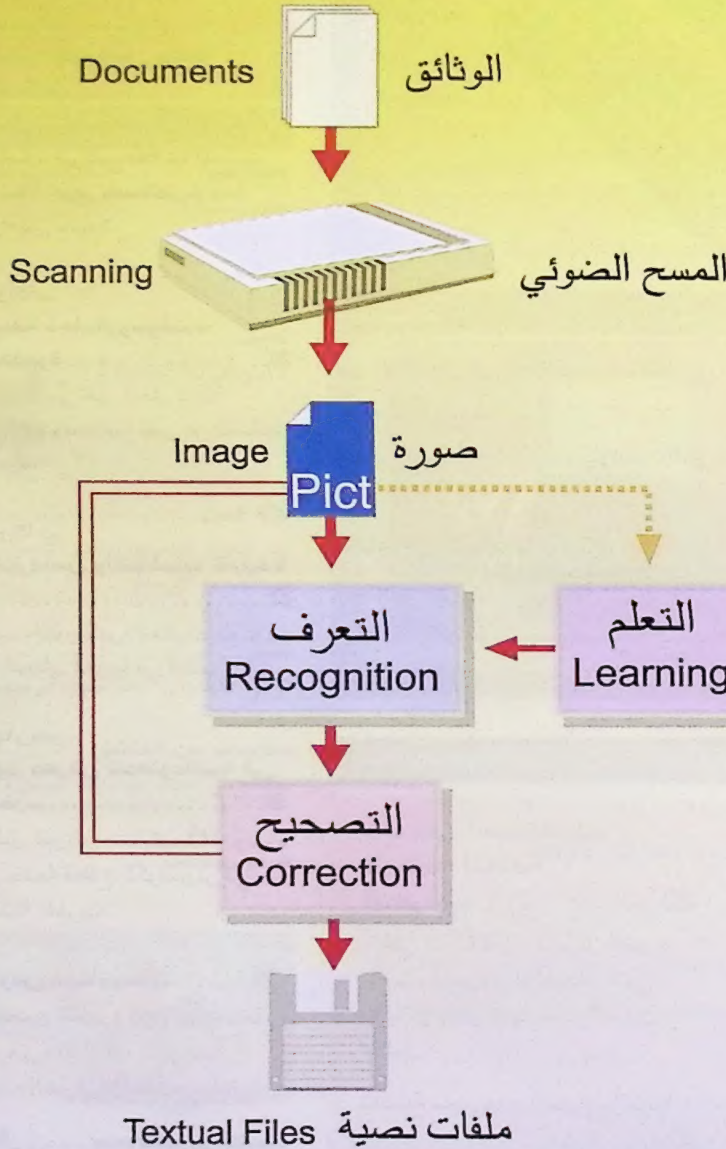 Documents الوثائق
Scanning المسح الضوئي
Image صورة
Pict
التعرف
Recognition
التعلم
Learning
التصحيح
Correction
Textual Files ملفات نصية